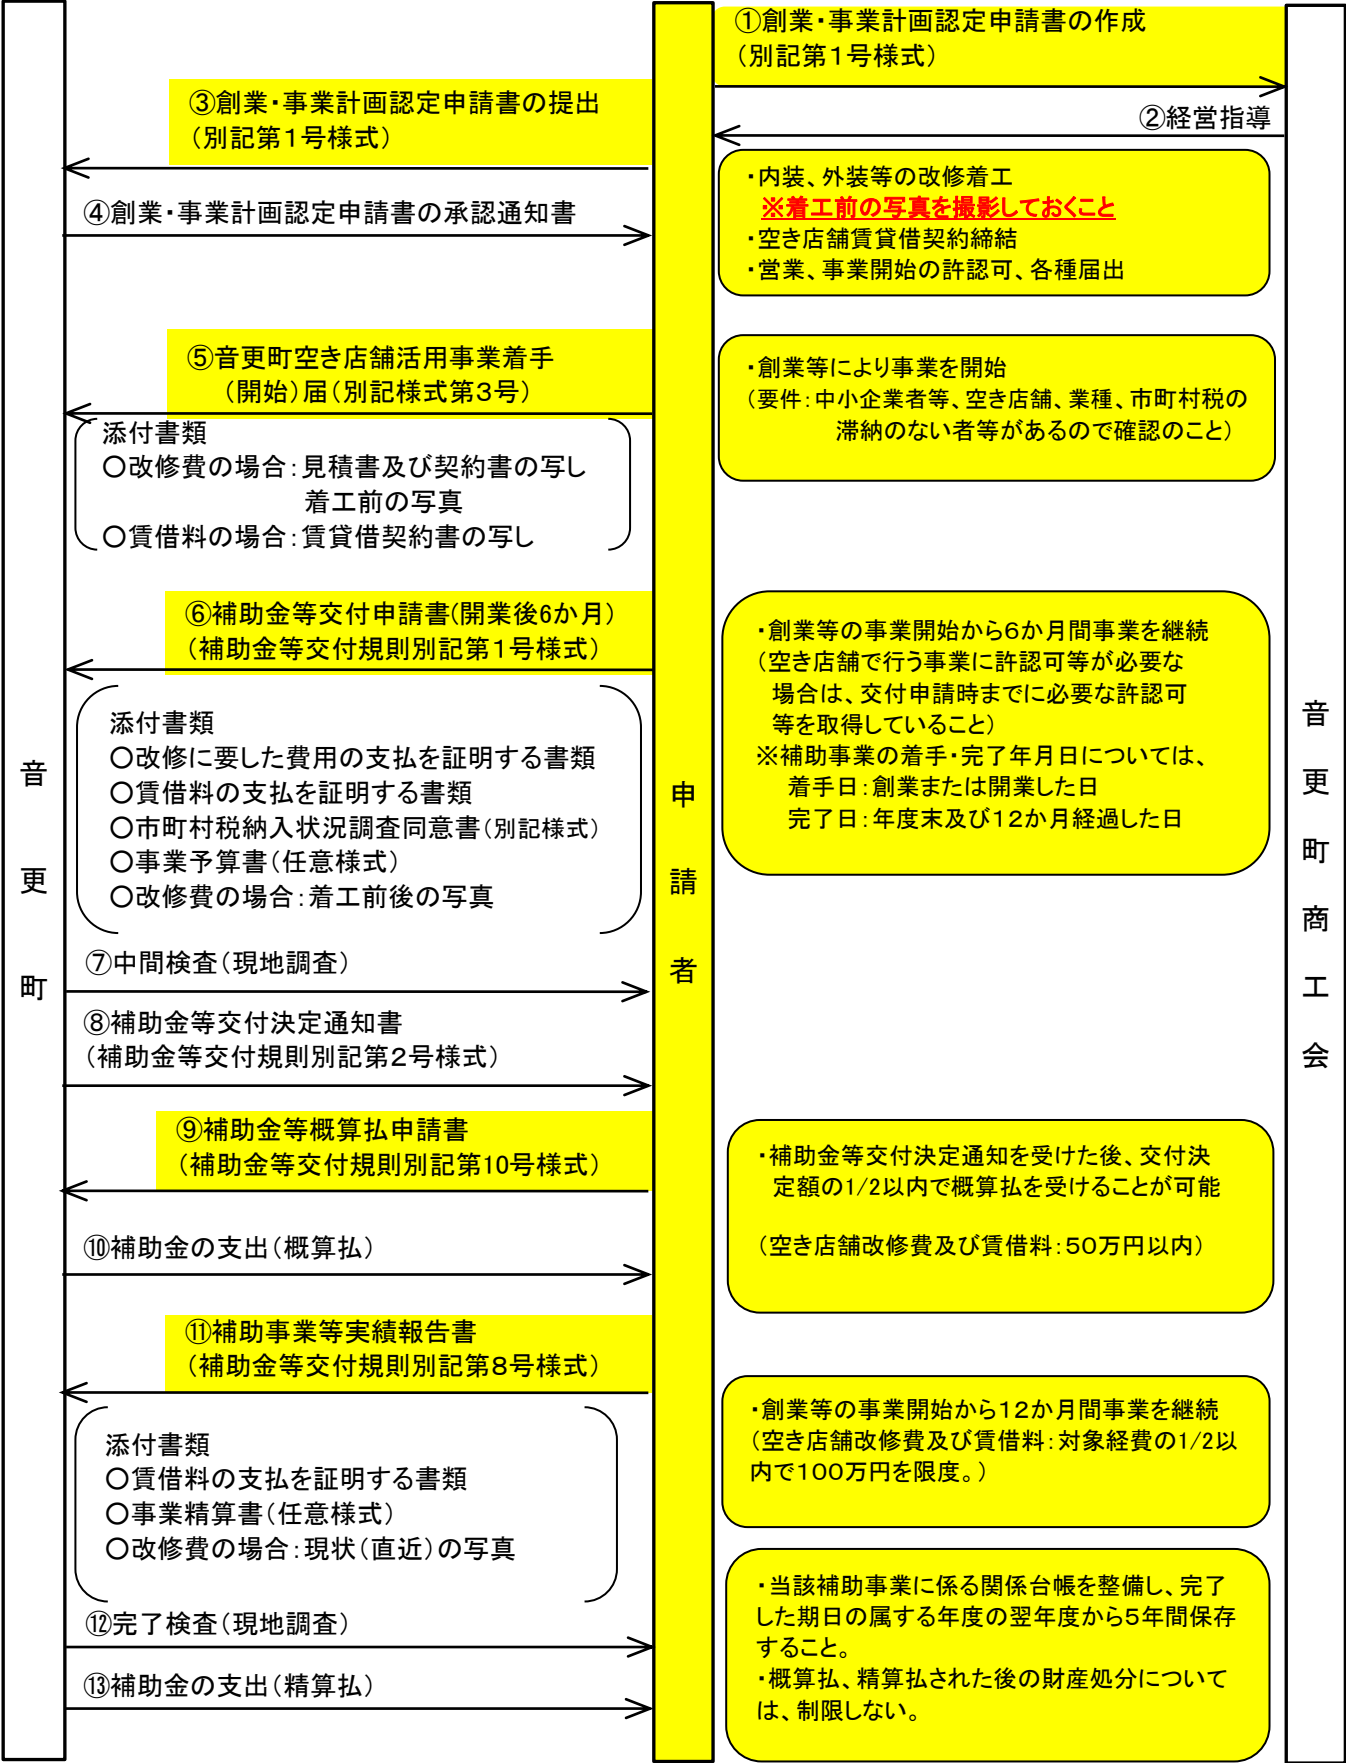 ①創業・事業計画認定申請書の作成
（別記第１号様式）
②経営指導
③創業・事業計画認定申請書の提出
（別記第１号様式）
④創業・事業計画認定申請書の承認通知書
・内装、外装等の改修着工
※着工前の写真を撮影しておくこと
・空き店舗賃貸借契約締結
・営業、事業開始の許認可、各種届出
⑤音更町空き店舗活用事業着手
（開始）届（別記様式第３号）
添付書類
〇改修費の場合：見積書及び契約書の写し
着工前の写真
〇賃借料の場合：賃貸借契約書の写し
・創業等により事業を開始
（要件：中小企業者等、空き店舗、業種、市町村税の
滞納のない者等があるので確認のこと）
⑥補助金等交付申請書(開業後6か月）
（補助金等交付規則別記第１号様式）
添付書類
〇改修に要した費用の支払を証明する書類
〇賃借料の支払を証明する書類
〇市町村税納入状況調査同意書（別記様式）
〇事業予算書（任意様式）
〇改修費の場合：着工前後の写真
・創業等の事業開始から６か月間事業を継続
（空き店舗で行う事業に許認可等が必要な
場合は、交付申請時までに必要な許認可
等を取得していること）
※補助事業の着手・完了年月日については、
着手日：創業または開業した日
完了日：年度末及び１２か月経過した日
音更町
申請者
音更町商工会
⑦中間検査（現地調査）
⑧補助金等交付決定通知書
（補助金等交付規則別記第２号様式）
⑨補助金等概算払申請書
（補助金等交付規則別記第10号様式）
⑩補助金の支出（概算払）
・補助金等交付決定通知を受けた後、交付決
定額の1/2以内で概算払を受けることが可能
（空き店舗改修費及び賃借料：５０万円以内）
⑪補助事業等実績報告書
（補助金等交付規則別記第８号様式）
添付書類
〇賃借料の支払を証明する書類
〇事業精算書（任意様式）
〇改修費の場合：現状（直近）の写真
・創業等の事業開始から１２か月間事業を継続
（空き店舗改修費及び賃借料：対象経費の1/2以
内で１００万円を限度。）
⑫完了検査（現地調査）
⑬補助金の支出（精算払）
・当該補助事業に係る関係台帳を整備し、完了
した期日の属する年度の翌年度から５年間保存
すること。
・概算払、精算払された後の財産処分について
は、制限しない。